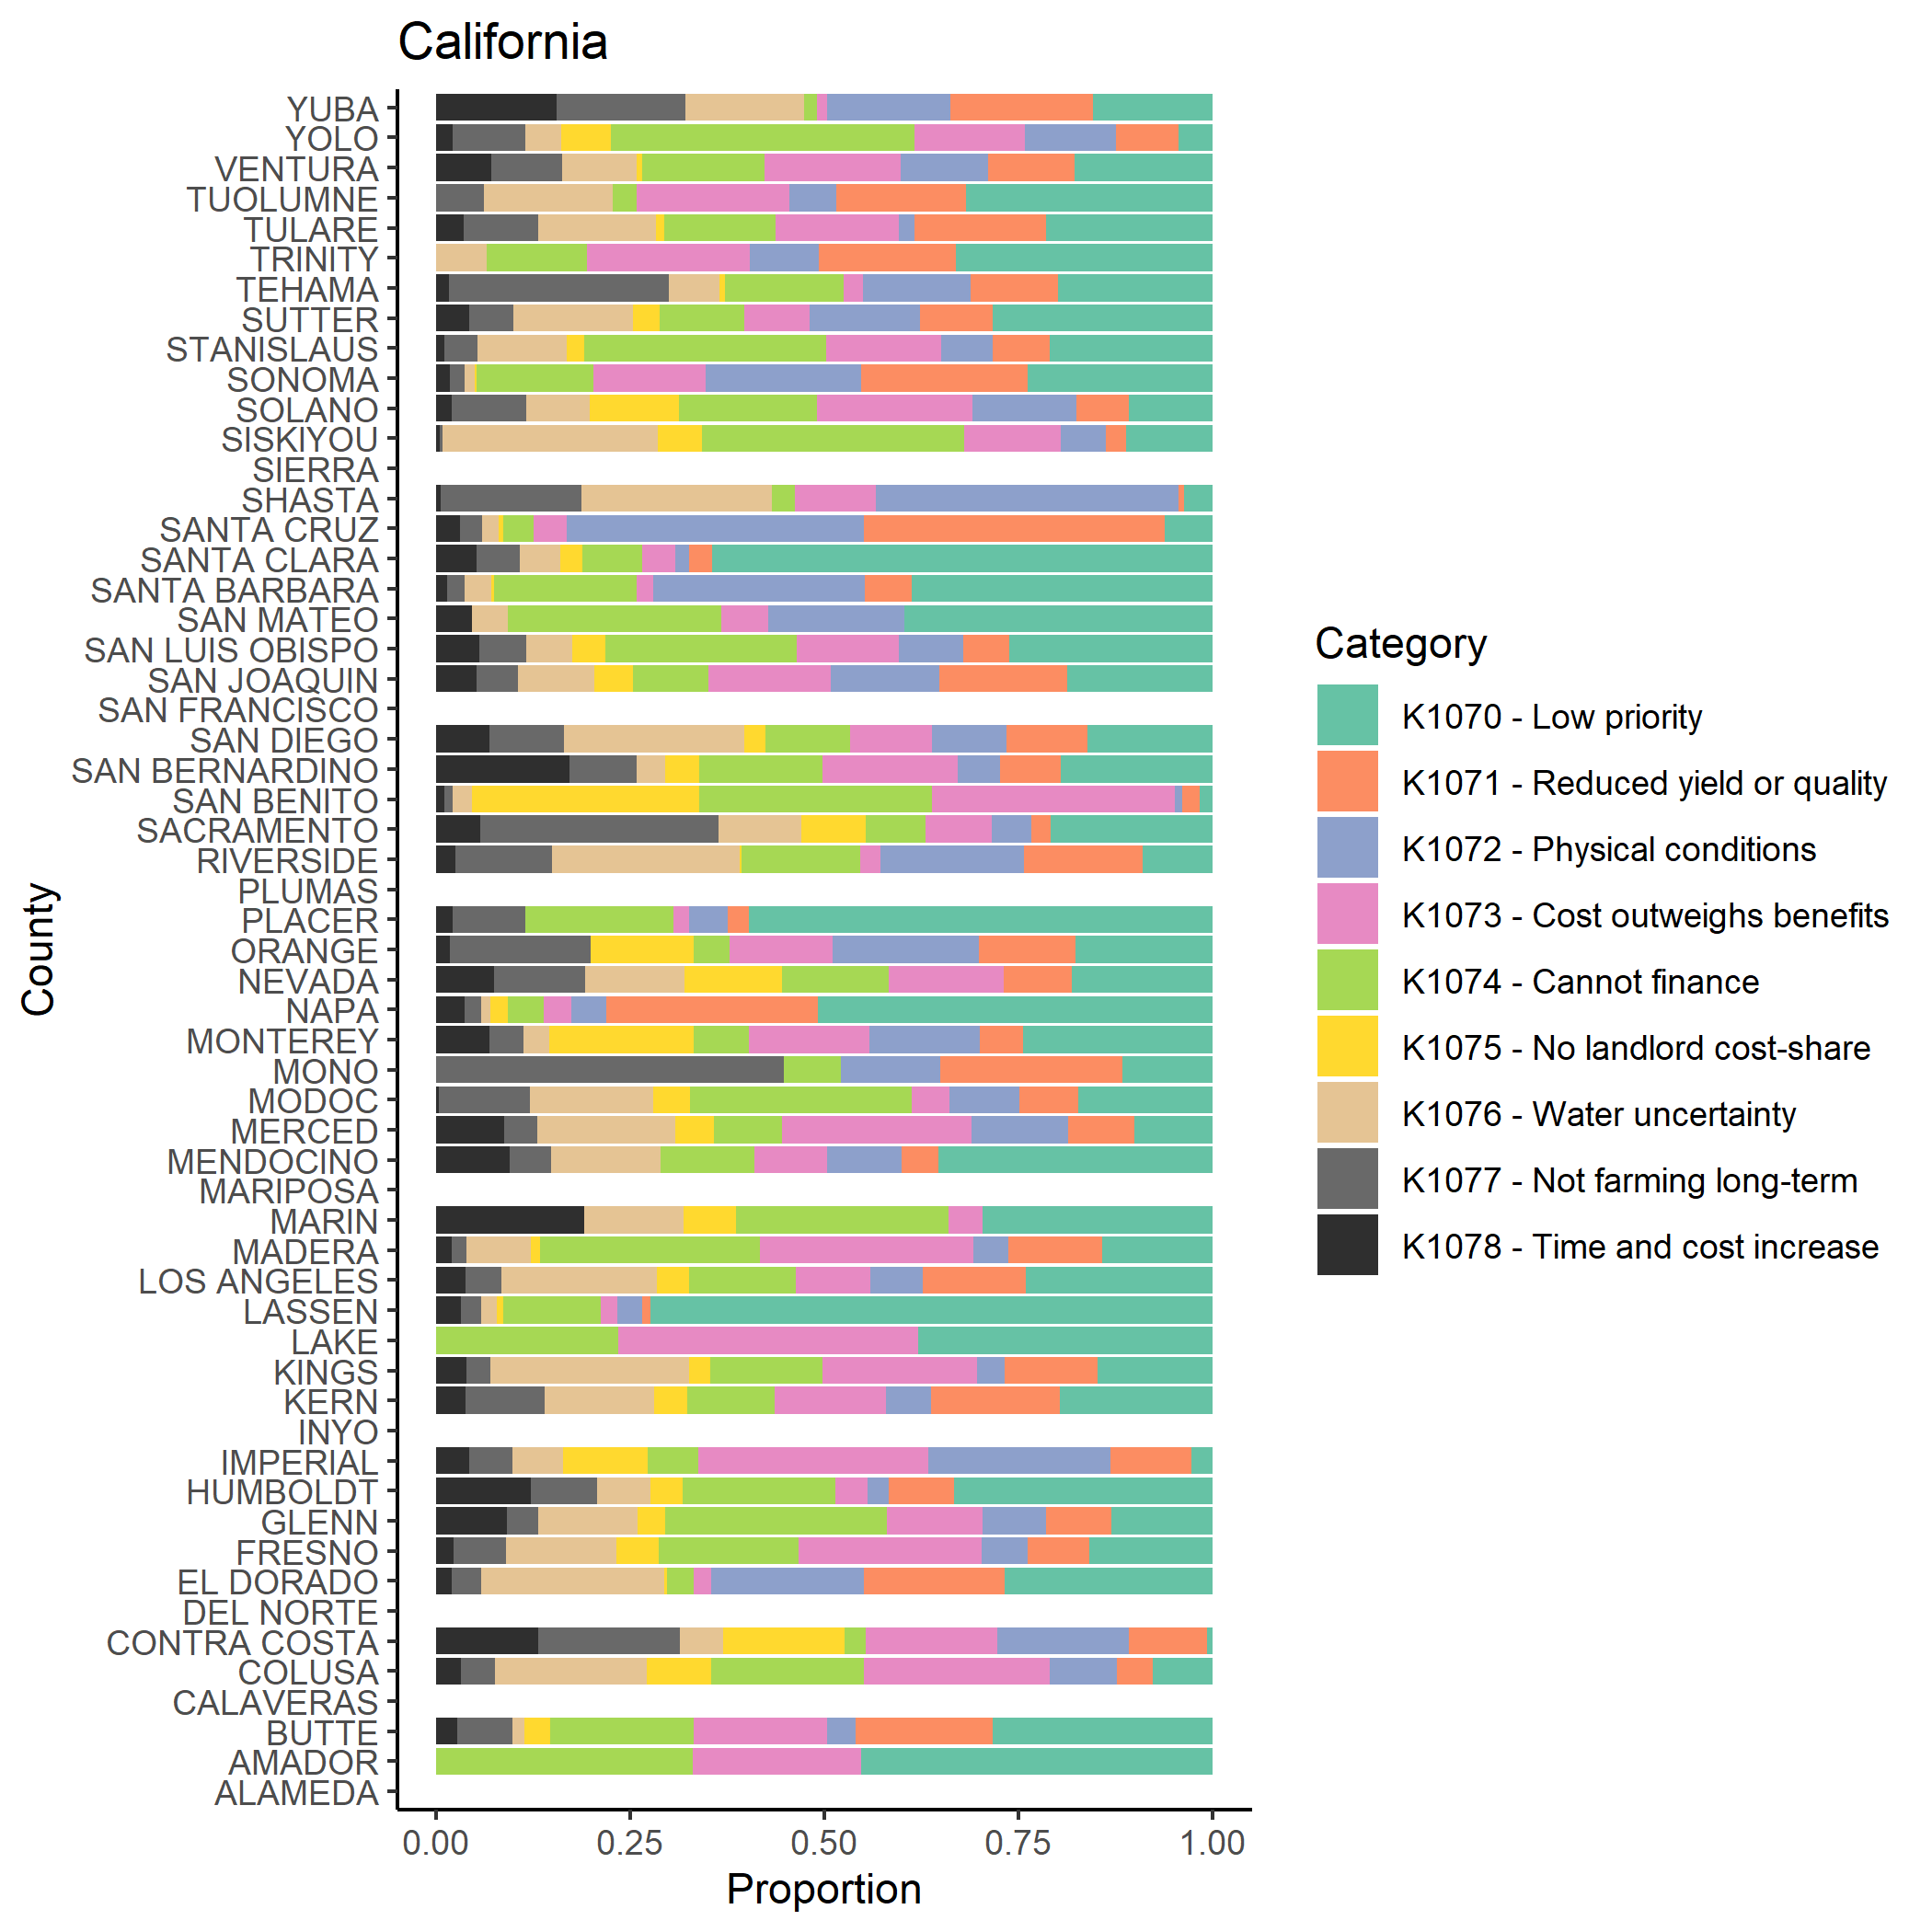 California
YUBA
YOLO
VENTURA
TUOLUMNE
TULARE
TRINITY
TEHAMA
SUTTER
STANISLAUS
SONOMA
SOLANO
SISKIYOU
SIERRA
SHASTA
SANTA CRUZ
SANTA CLARA
SANTA BARBARA
SAN MATEO
SAN LUIS OBISPO
SAN JOAQUIN
SAN FRANCISCO
SAN DIEGO
SAN BERNARDINO
SAN BENITO
SACRAMENTO
RIVERSIDE
PLUMAS
PLACER
ORANGE
NEVADA
NAPA
MONTEREY
MONO
MODOC
MERCED
MENDOCINO
MARIPOSA
MARIN
MADERA
LOS ANGELES
LASSEN
LAKE
KINGS
KERN
INYO
IMPERIAL
HUMBOLDT
GLENN
FRESNO
EL DORADO
DEL NORTE
CONTRA COSTA
COLUSA
CALAVERAS
BUTTE
AMADOR
ALAMEDA
County
0.00 0.25 0.50 0.75 1.00
Proportion
Category
K1070 - Low priority
K1071 - Reduced yield or quality
K1072 - Physical conditions
K1073 - Cost outweighs benefits
K1074 - Cannot finance
K1075 - No landlord cost-share
K1076 - Water uncertainty
K1077 - Not farming long-term
K1078 - Time and cost increase